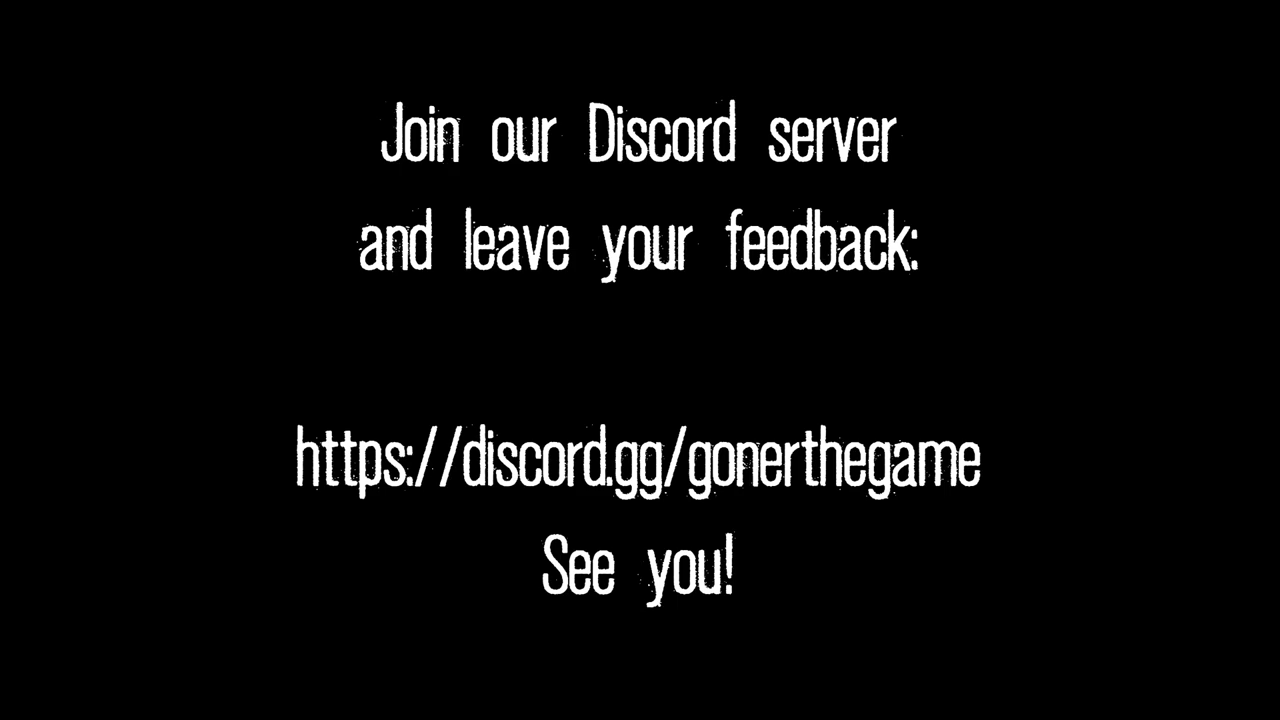 Join our Discord server
and leave your feedback:
https://discord.gg/gonerthegame
See you!